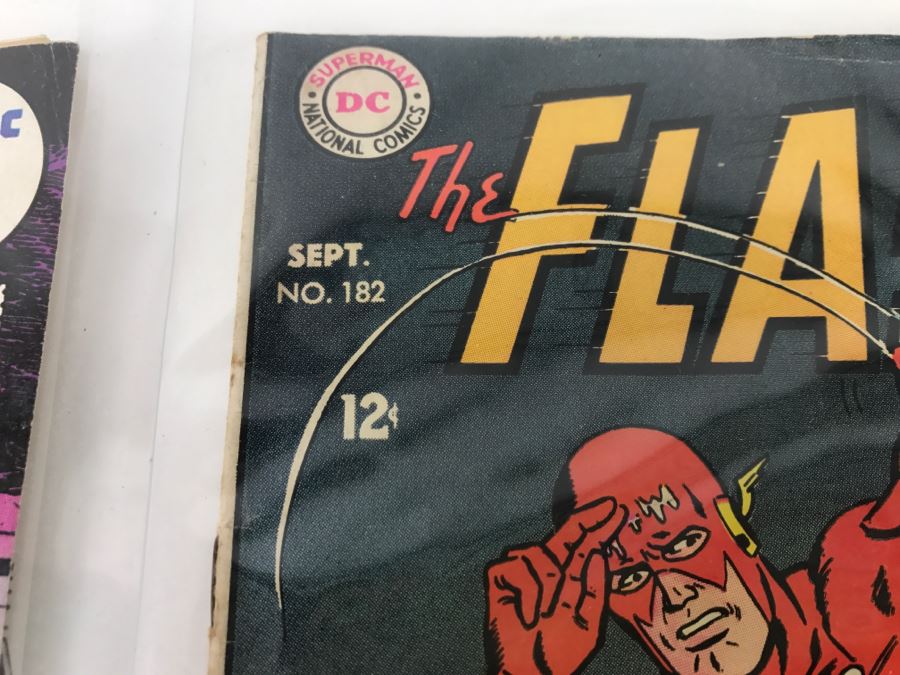 SUPERMAN
DC
NATIONAL COMICS
The FLA
SEPT.
NO. 182
12¢
C